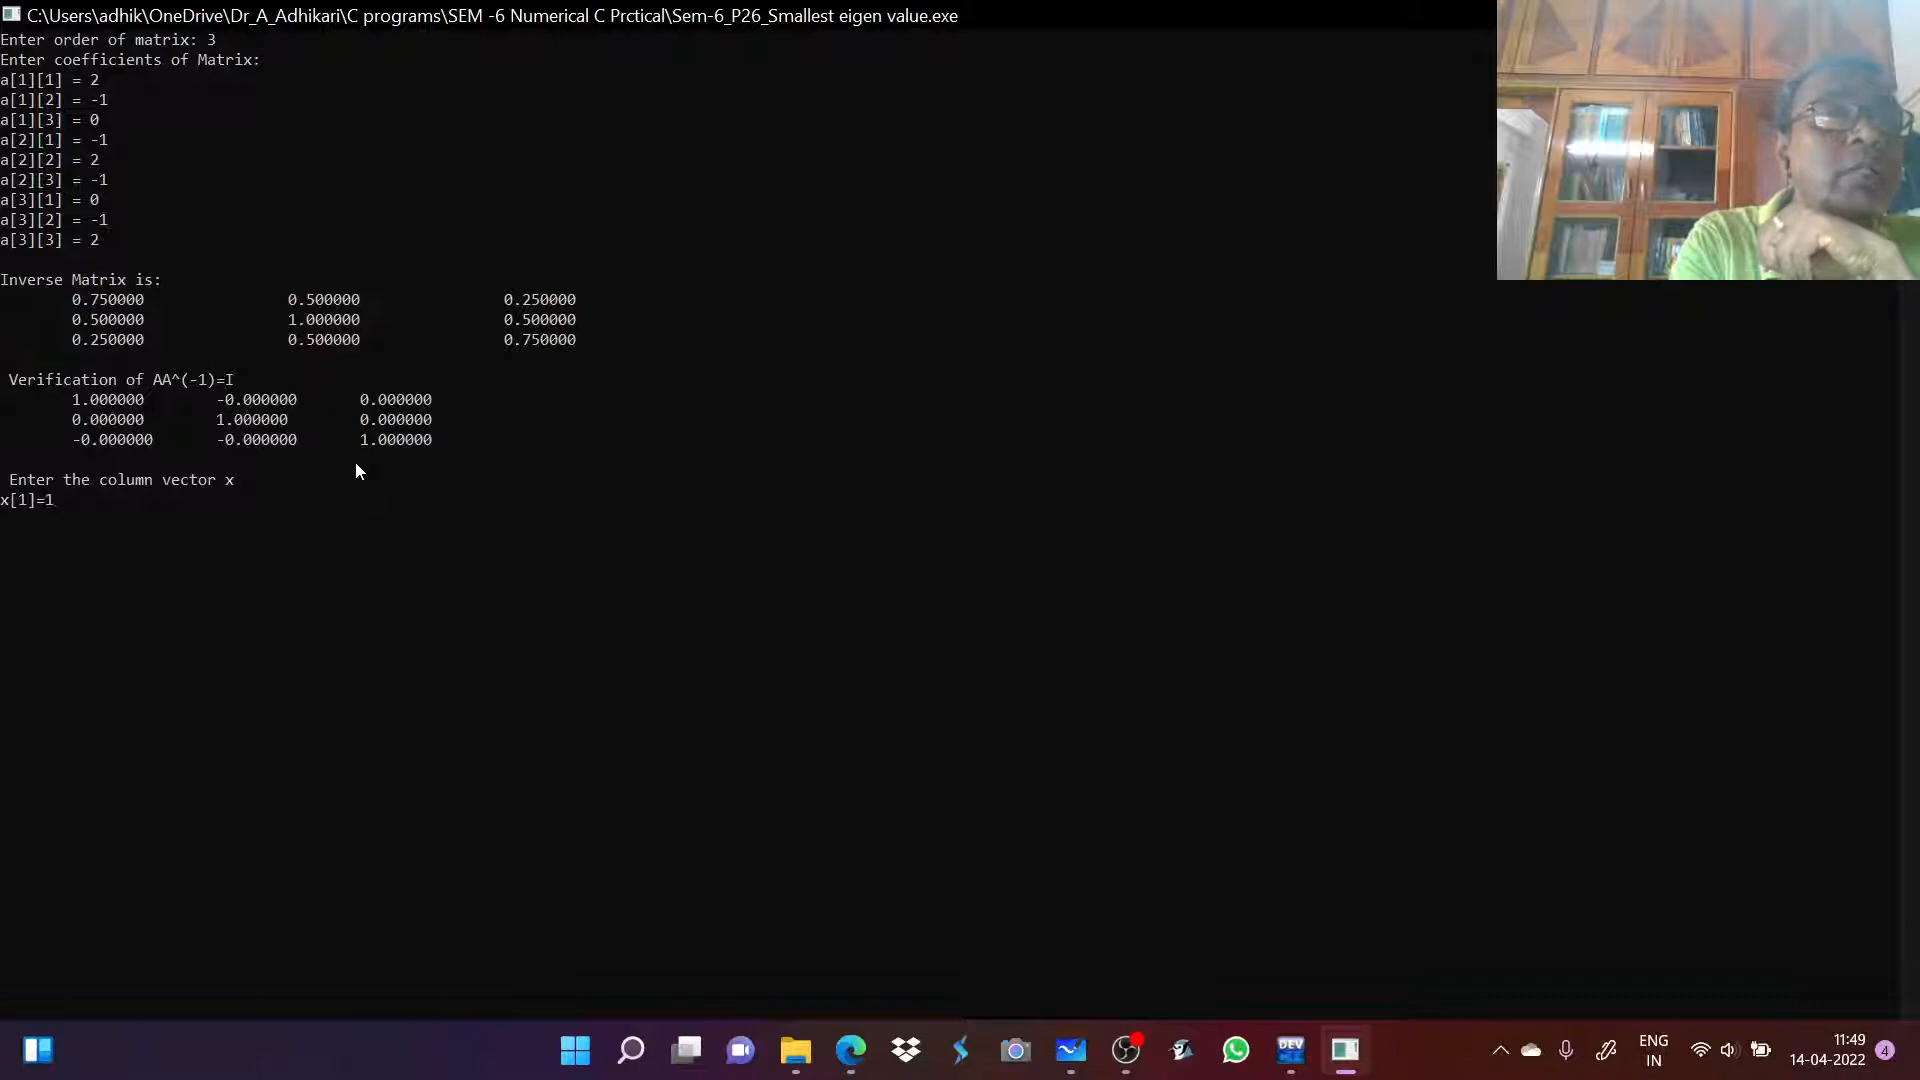 C:\Users\adhik\OneDrive\Dr_A_Adhikari\C programs\SEM -6 Numerical C Prctical\Sem-6_P26_Smallest eigen value.exe
Enter order of matrix: 3
Enter coefficients of Matrix:
a[1][1] = 2
a[1][2] = -1
a[1][3] = 0
a[2][1] = -1
a[2][2] = 2
a[2][3] = -1
a[3][1] = 0
a[3][2] = -1
a[3][3] = 2
Inverse Matrix is:
0.750000 0.500000 0.250000
0.500000 1.000000 0.500000
0.250000 0.500000 0.750000
Verification of AA^(-1)=I
1.000000 -0.000000 0.000000
0.000000 1.000000 0.000000
-0.000000 -0.000000 1.000000
Enter the column vector x
x[1]=1
DEV
ENG
IN
11:49
14-04-2022
4